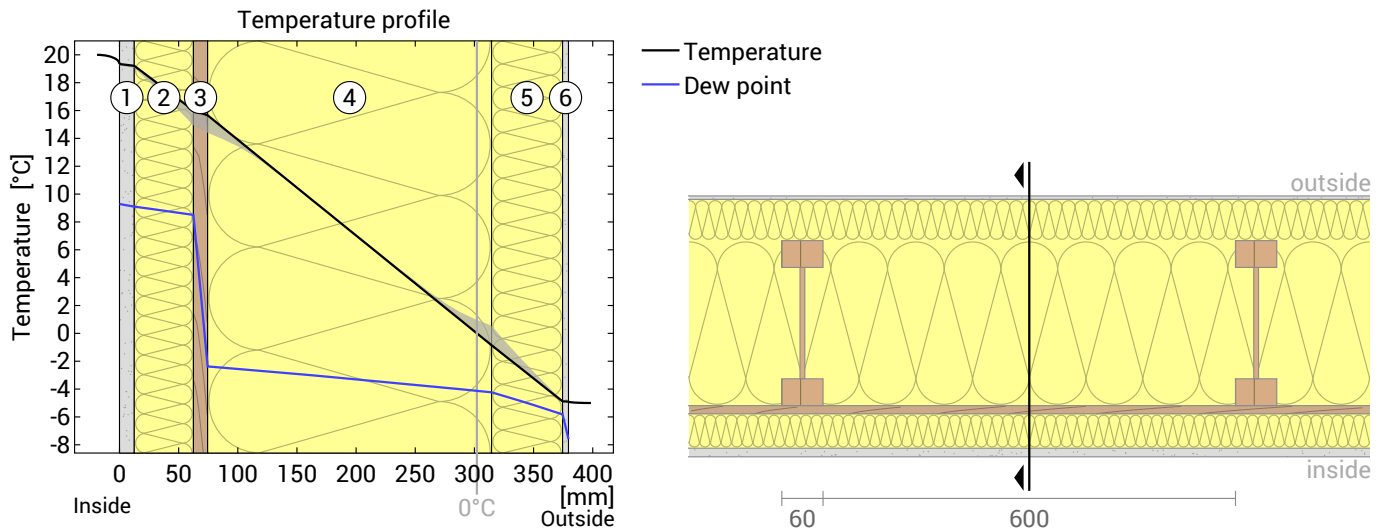 Temperature profile
Temperature
Dew point
Temperature [°C]
20
18
16
14
12
10
8
6
4
2
0
-2
-4
-6
-8
1 2 3 4 5 6
0 50 100 150 200 250 300 350 400
[mm]
Inside
0°C
Outside
outside
inside
60 600